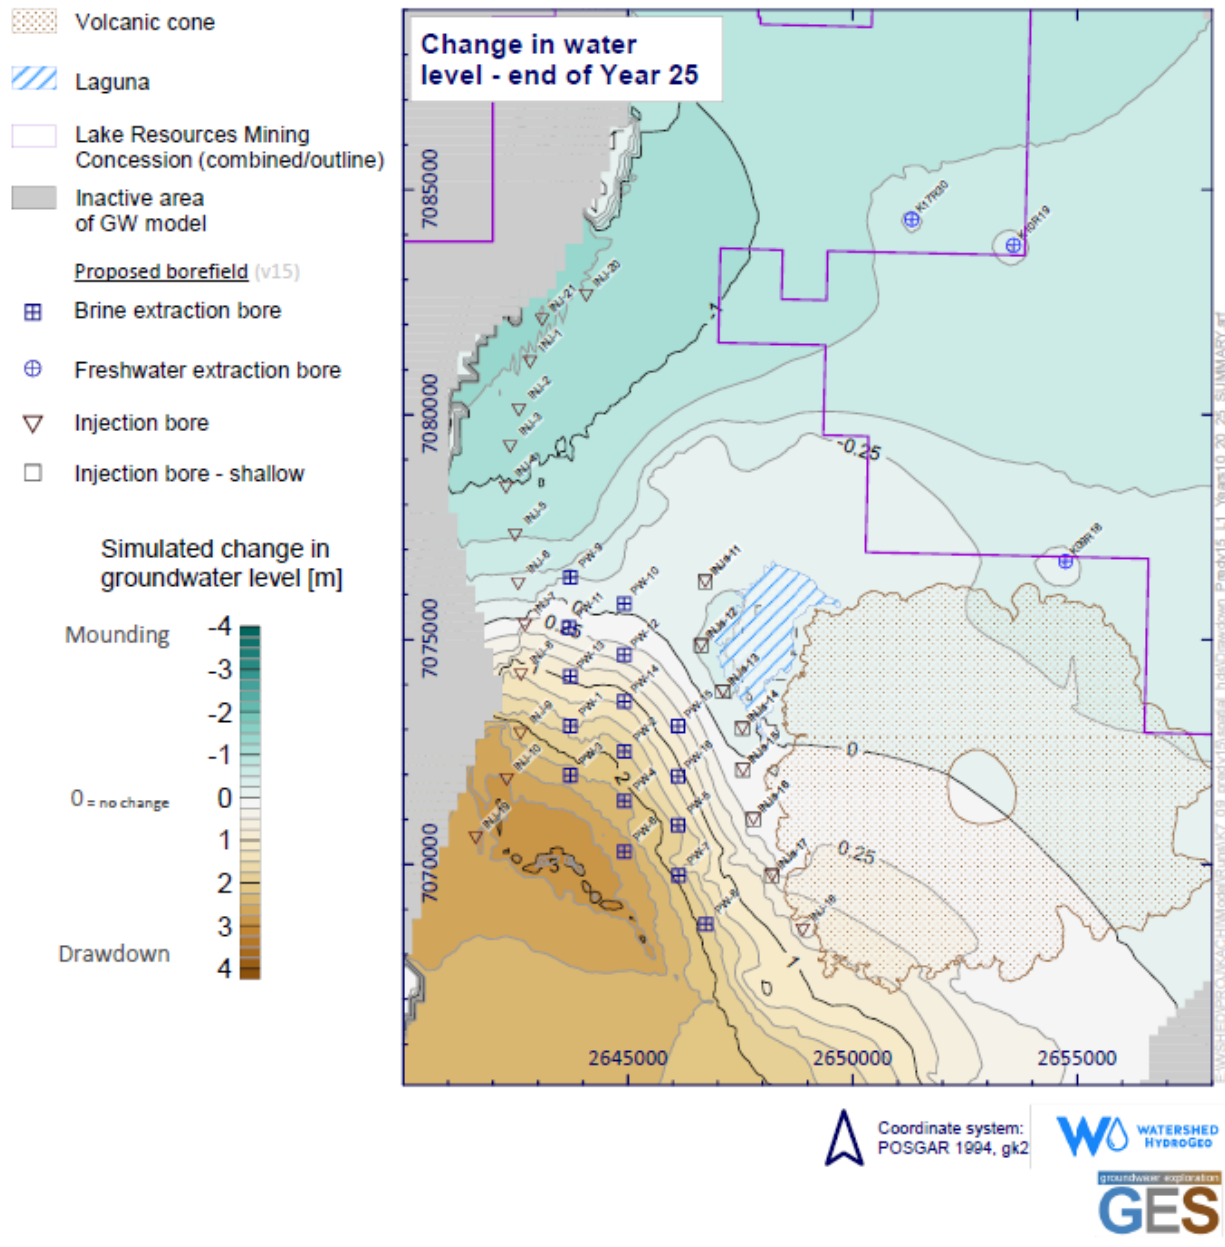 Volcanic cone
Laguna
Lake Resources Mining
Concession (combined/outline)
Inactive area
of GW model
Proposed borefield (v15)
Brine extraction bore
Freshwater extraction bore
Injection bore
Injection bore - shallow
Simulated change in
groundwater level [m]
Mounding
-4
-3
-2
-1
0 = no change
0
1
2
3
Drawdown
4
Change in water
level - end of Year 25
7085000
7080000
7075000
7070000
2645000
2650000
2655000
K17R30
K10R19
K09R18
INJ-20
INJ-21
INJ-1
INJ-2
INJ-3
INJ-4
INJ-5
INJ-6
INJ-7
INJ-8
INJ-9
INJ-10
INJ-19
PW-9
PW-10
PW-11
PW-12
PW-13
PW-14
PW-15
PW-1
PW-2
PW-16
PW-3
PW-4
PW-5
PW-6
PW-7
PW-8
INJs-11
INJs-12
INJs-13
INJs-14
INJs-15
INJs-16
INJs-17
INJ-18
-1
-0.25
0
0.25
1
2
3
Coordinate system:
POSGAR 1994, gk2
WATERSHED
HYDROGEO
groundwater exploration
GES